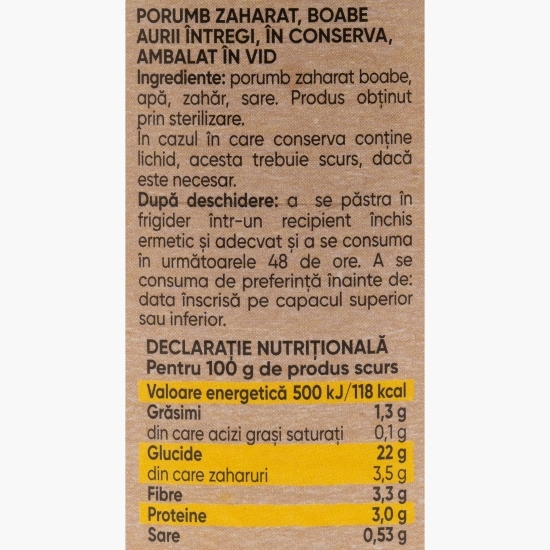 PORUMB ZAHARAT, BOABE
AURII ÎNTREGI, ÎN CONSERVA,
AMBALAT ÎN VID
Ingrediente: porumb zaharat boabe,
apă, zahăr, sare. Produs obținut
prin sterilizare.
În cazul în care conserva conține
lichid, acesta trebuie scurs, dacă
este necesar.
După deschidere: a se păstra în
frigider într-un recipient închis
ermetic și adecvat și a se consuma
în următoarele 48 de ore. A se
consuma de preferință înainte de:
data înscrisă pe capacul superior
sau inferior.
DECLARAȚIE NUTRIȚIONALĂ
Pentru 100 g de produs scurs
Valoare energetică 500 kJ/118 kcal
Grăsimi 1,3 g
din care acizi grași saturați 0,1 g
Glucide 22 g
din care zaharuri 3,5 g
Fibre 3,3 g
Proteine 3,0 g
Sare 0,53 g